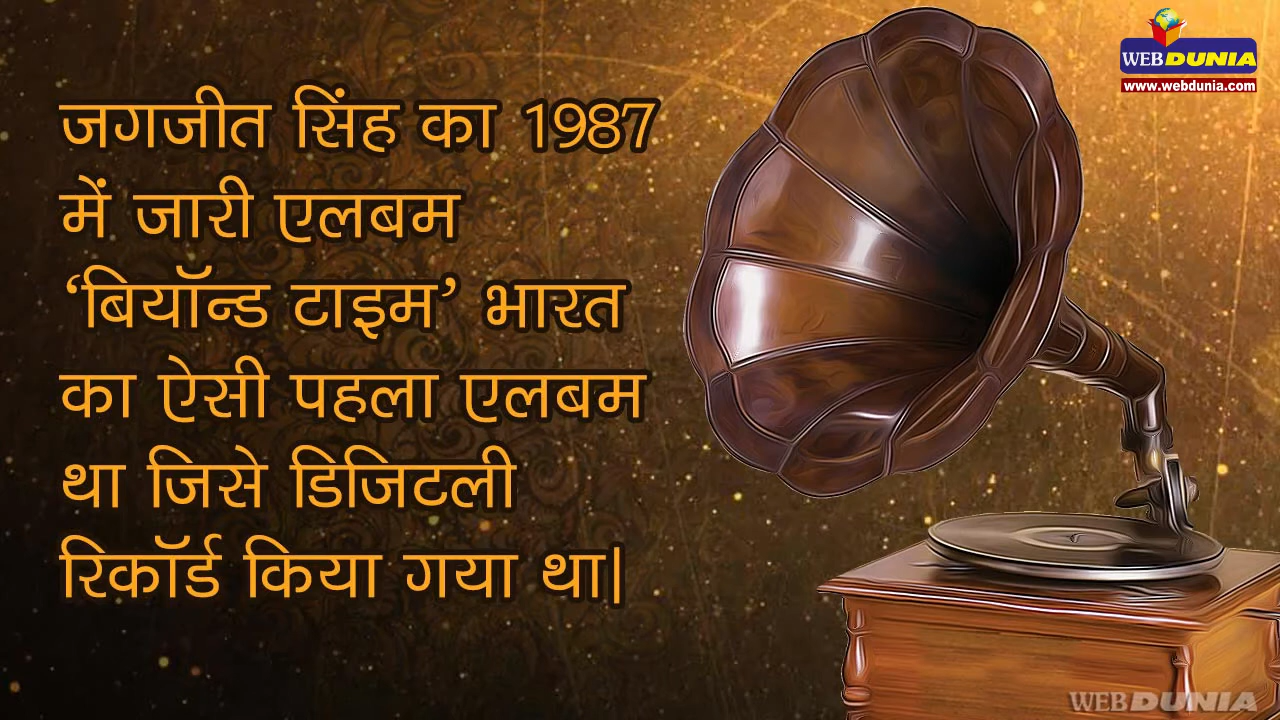 WEBDUNIA
www.webdunia.com
जगजीत सिंह का 1987
में जारी एलबम
‘बियॉन्ड टाइम’ भारत
का ऐसी पहला एलबम
था जिसे डिजिटली
रिकॉर्ड किया गया था|
WEBDUNIA